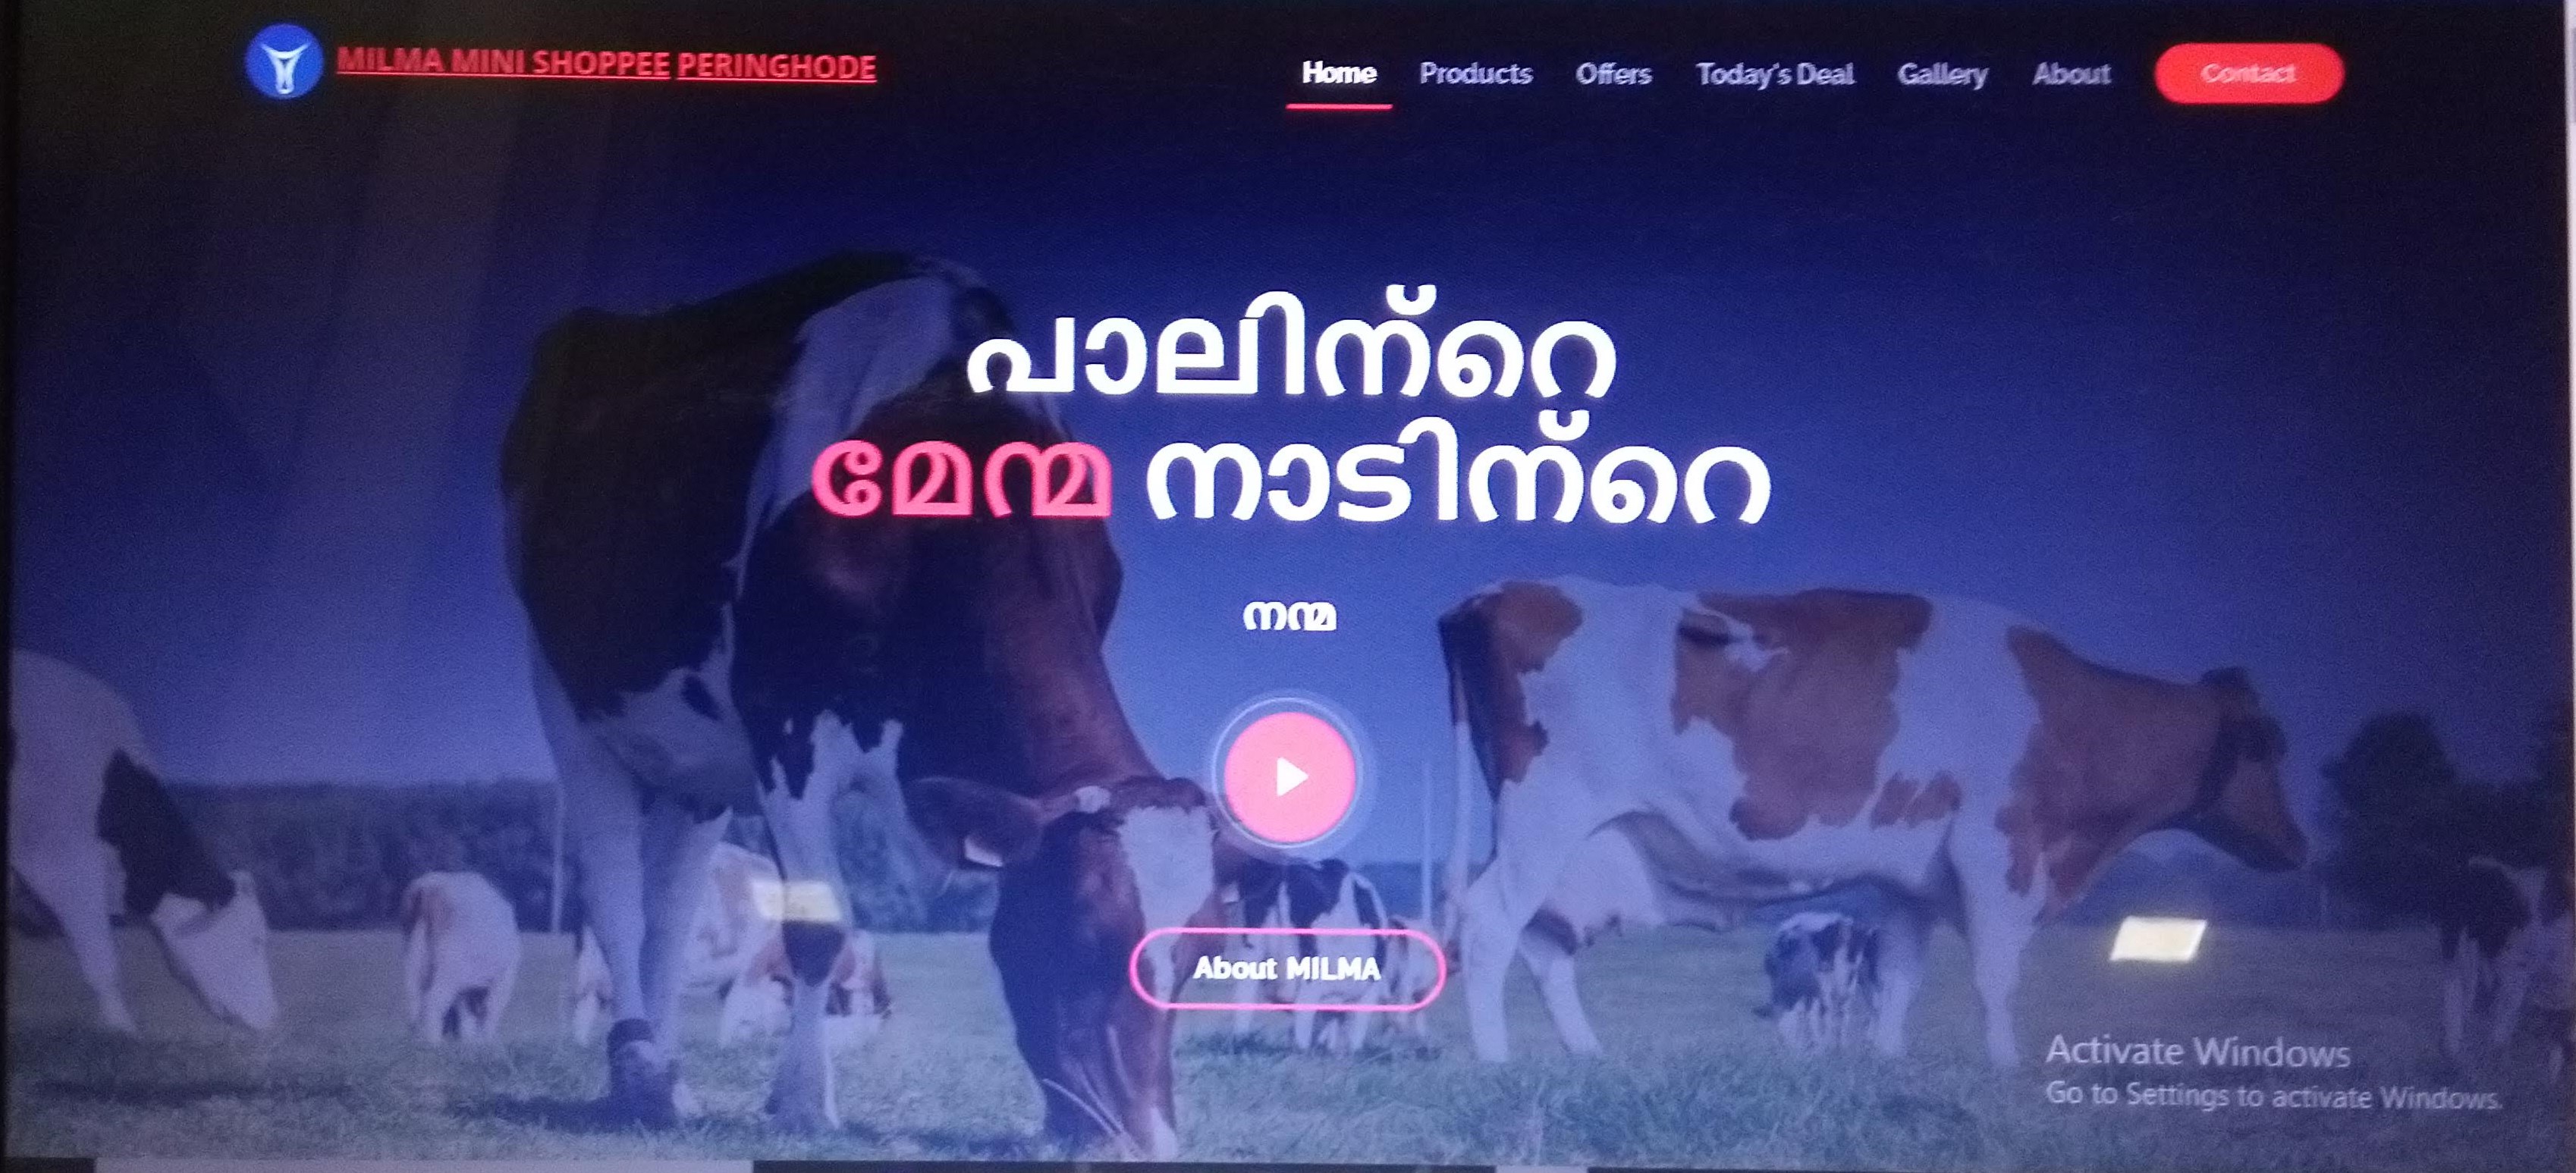 MILMA MINI SHOPPEE PERINGHODE
Home Products Offers Today's Deal Gallery About Contact
പാലിന്റെ
മേന്മ നാടിന്റെ
നന്മ
About MILMA
Activate Windows
Go to Settings to activate Windows.